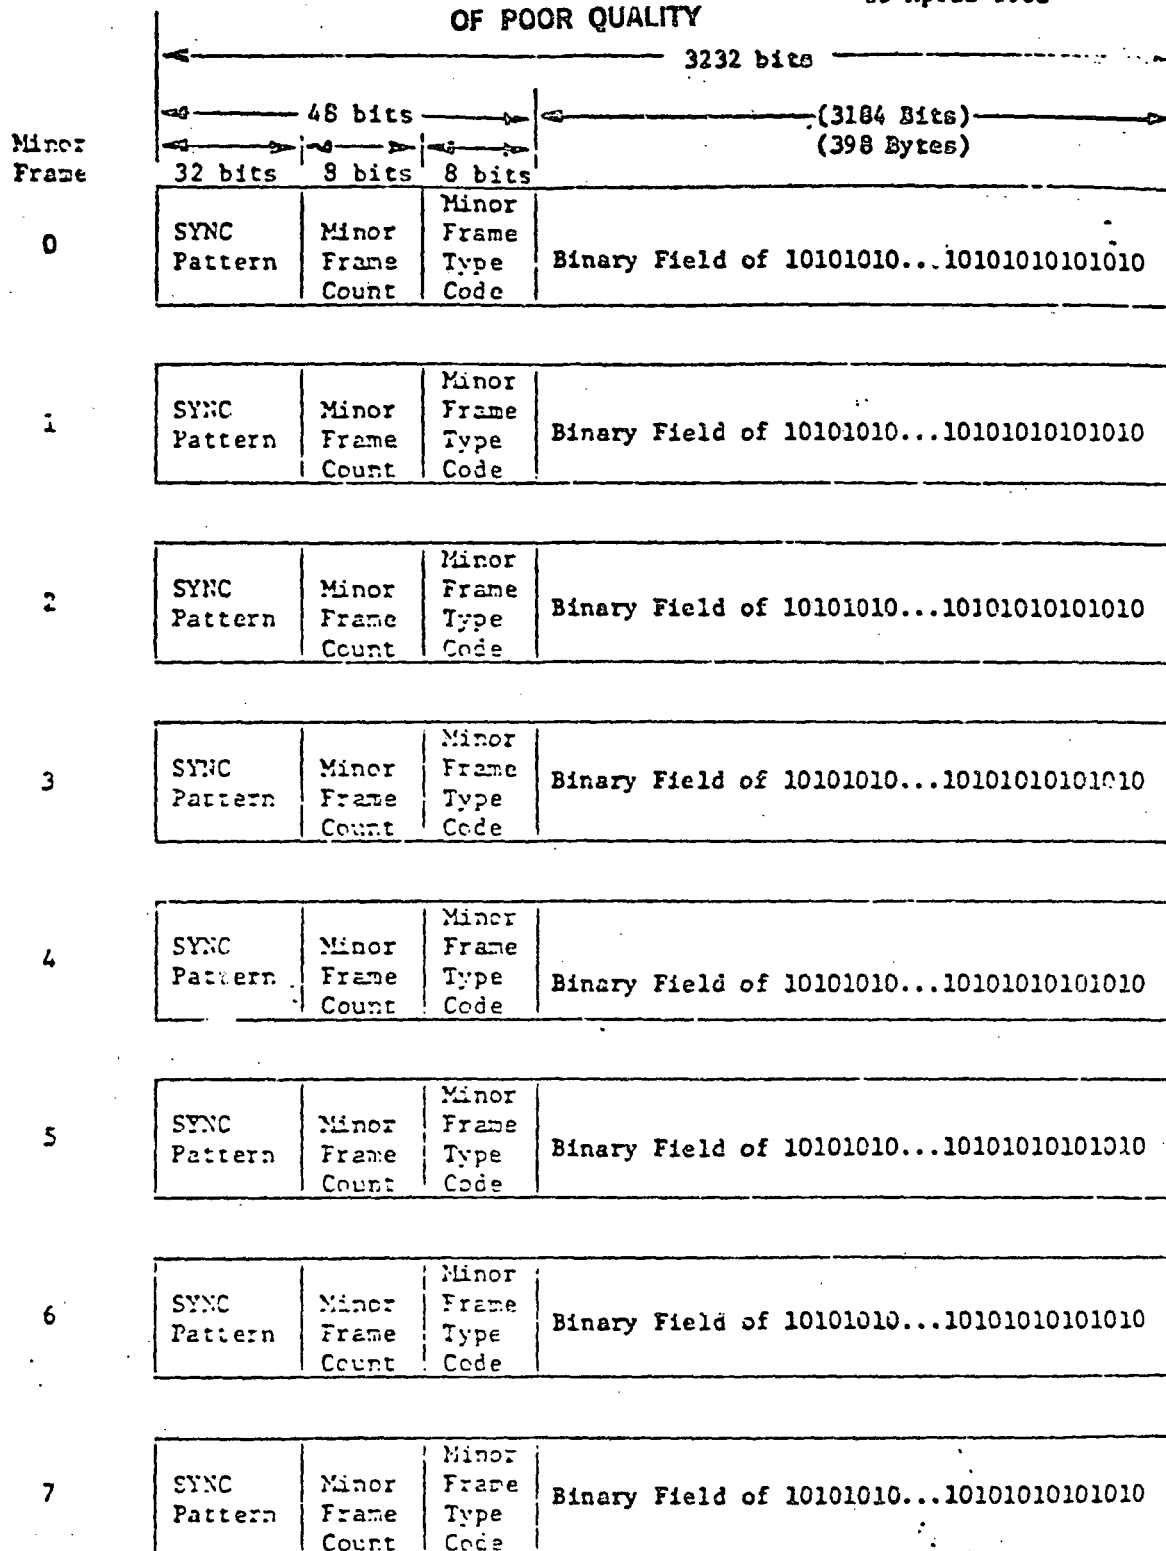 OF POOR QUALITY
3232 bits
48 bits (3184 Bits)
Minor (398 Bytes)
Frame 32 bits 8 bits 8 bits
Minor
0 SYNC Minor Frame
Pattern Frame Type Binary Field of 10101010...10101010101010
Count Code
Minor
1 SYNC Minor Frame
Pattern Frame Type Binary Field of 10101010...10101010101010
Count Code
Minor
2 SYNC Minor Frame
Pattern Frame Type Binary Field of 10101010...10101010101010
Count Code
Minor
3 SYNC Minor Frame Binary Field of 10101010...10101010101010
Pattern Frame Type
Count Code
Minor
4 SYNC Minor Frame
Pattern Frame Type Binary Field of 10101010...10101010101010
Count Code
Minor
5 SYNC Minor Frame
Pattern Frame Type Binary Field of 10101010...10101010101010
Count Code
Minor
6 SYNC Minor Frame
Pattern Frame Type Binary Field of 10101010...10101010101010
Count Code
Minor
7 SYNC Minor Frame Binary Field of 10101010...10101010101010
Pattern Frame Type
Count Code